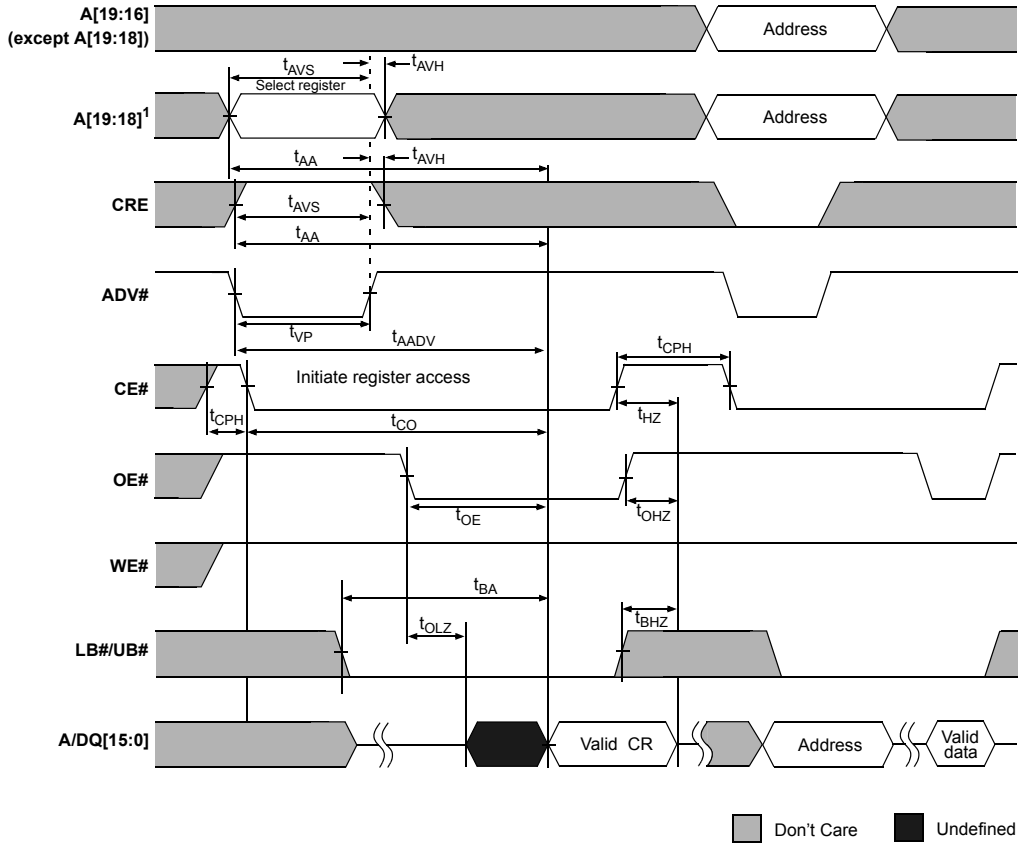 A[19:16]
(except A[19:18])
Address
tAVS
tAVH
Select register
A[19:18]1
Address
tAA
tAVH
CRE
tAVS
tAA
ADV#
tVP
tAADV
tCPH
CE#
Initiate register access
tCPH
tCO
tHZ
OE#
tOE
tOHZ
WE#
tBA
tOLZ
tBHZ
LB#/UB#
A/DQ[15:0]
Valid CR
Address
Valid
data
Don't Care
Undefined